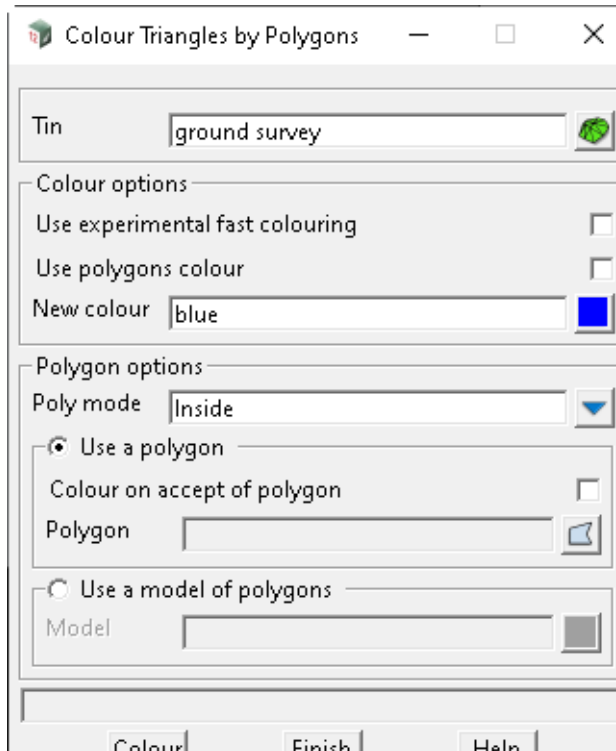 Colour Triangles by Polygons
Tin ground survey
Colour options
Use experimental fast colouring
Use polygons colour
New colour blue
Polygon options
Poly mode Inside
Use a polygon
Colour on accept of polygon
Polygon
Use a model of polygons
Model
Colour Finish Help